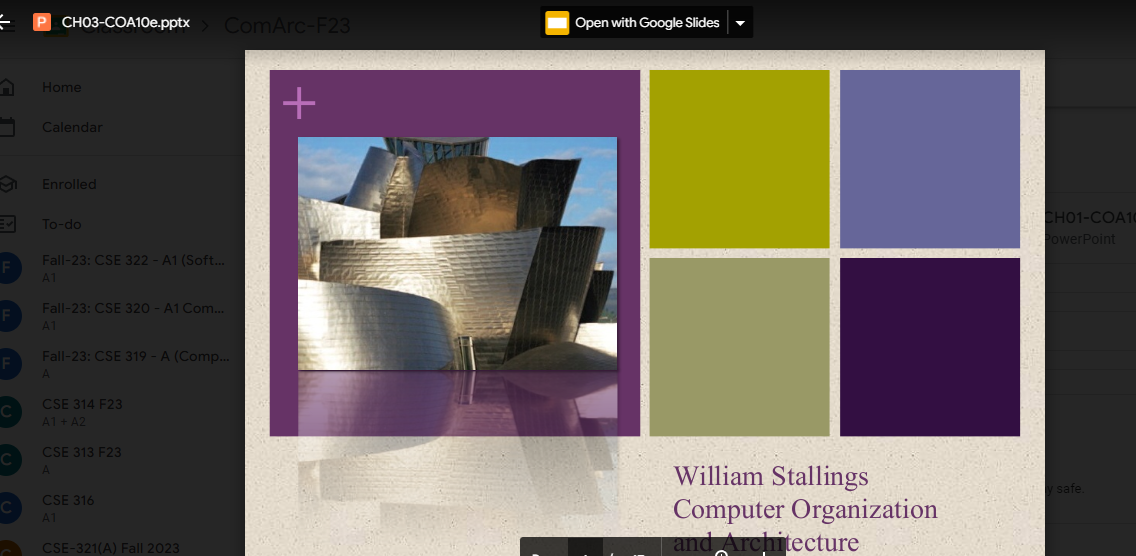 CH03-COA10e.pptx
Open with Google Slides
ComArc-F23
Home
Calendar
Enrolled
To-do
Fall-23: CSE 322 - A1 (Soft...
A1
Fall-23: CSE 320 - A1 Com...
A1
Fall-23: CSE 319 - A (Comp...
A
CSE 314 F23
A1 + A2
CSE 313 F23
A
CSE 316
A1
CSE-321(A) Fall 2023
CH01-COA10
PowerPoint
y safe.
William Stallings
Computer Organization
and Architecture